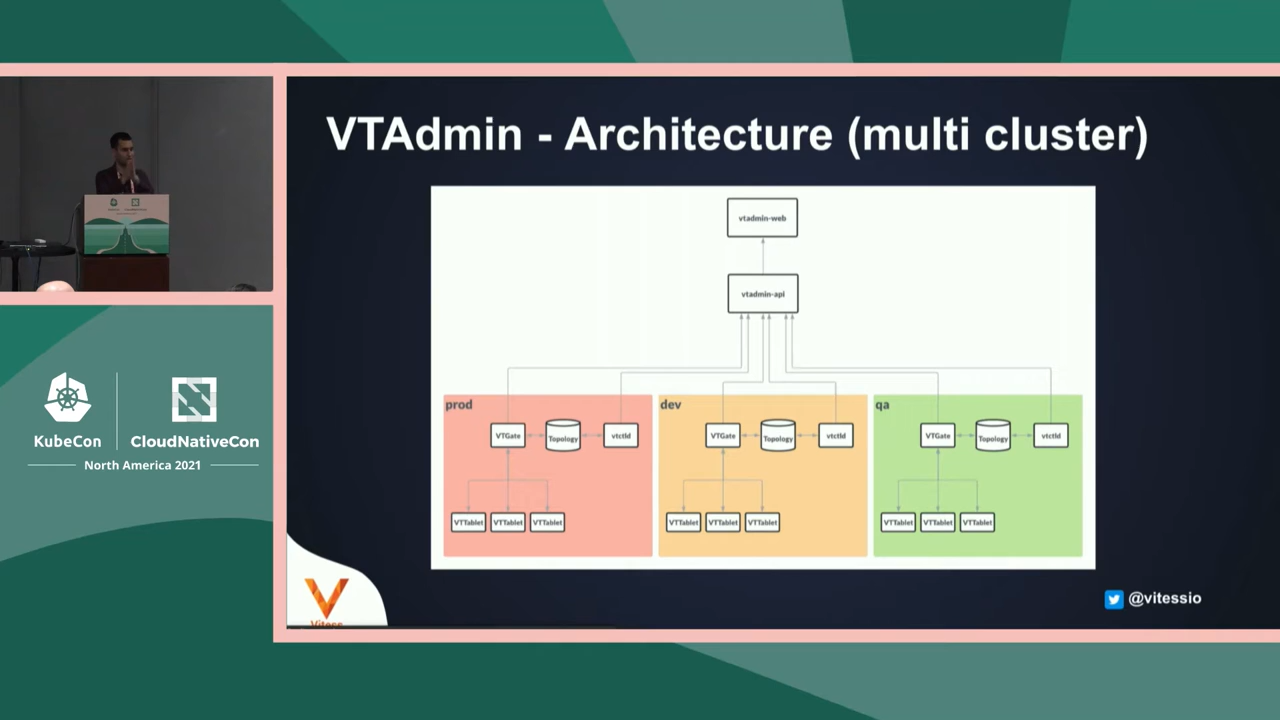 VTAdmin - Architecture (multi cluster)
vtadmin-web
vtadmin-api
prod
VTGate
Topology
vtctld
VTTablet
VTTablet
VTTablet
dev
VTGate
Topology
vtctld
VTTablet
VTTablet
VTTablet
qa
VTGate
Topology
vtctld
VTTablet
VTTablet
VTTablet
KubeCon
CloudNativeCon
North America 2021
Vitess
@vitessio